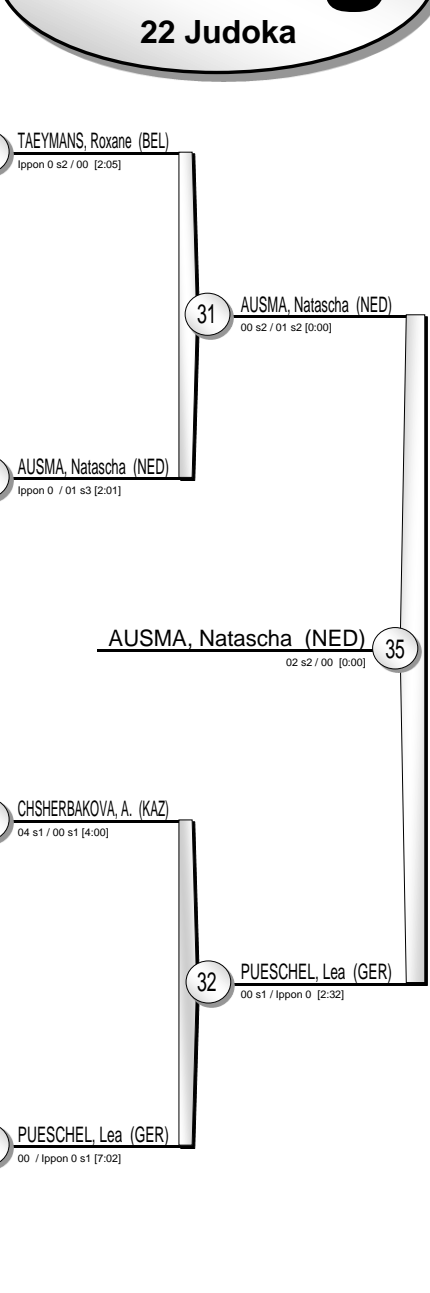 22 Judoka
TAEYMANS, Roxane (BEL)
Ippon 0 s2 / 00 [2:05]
31
AUSMA, Natascha (NED)
00 s2 / 01 s2 [0:00]
AUSMA, Natascha (NED)
Ippon 0 / 01 s3 [2:01]
AUSMA, Natascha (NED)
35
02 s2 / 00 [0:00]
CHSHERBAKOVA, A. (KAZ)
04 s1 / 00 s1 [4:00]
32
PUESCHEL, Lea (GER)
00 s1 / Ippon 0 [2:32]
PUESCHEL, Lea (GER)
00 / Ippon 0 s1 [7:02]